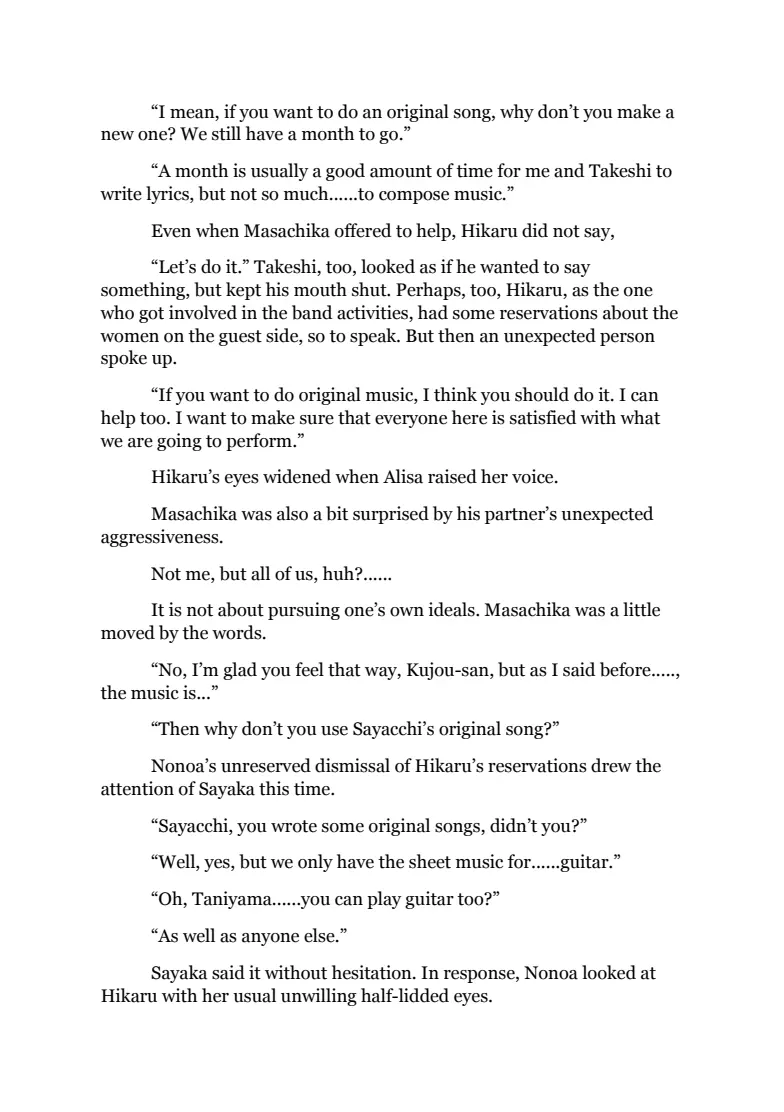 “I mean, if you want to do an original song, why don’t you make a
new one? We still have a month to go.”
“A month is usually a good amount of time for me and Takeshi to
write lyrics, but not so much......to compose music.”
Even when Masachika offered to help, Hikaru did not say,
“Let’s do it.” Takeshi, too, looked as if he wanted to say
something, but kept his mouth shut. Perhaps, too, Hikaru, as the one
who got involved in the band activities, had some reservations about the
women on the guest side, so to speak. But then an unexpected person
spoke up.
“If you want to do original music, I think you should do it. I can
help too. I want to make sure that everyone here is satisfied with what
we are going to perform.”
Hikaru’s eyes widened when Alisa raised her voice.
Masachika was also a bit surprised by his partner’s unexpected
aggressiveness.
Not me, but all of us, huh?......
It is not about pursuing one’s own ideals. Masachika was a little
moved by the words.
“No, I’m glad you feel that way, Kujou-san, but as I said before.....,
the music is...”
“Then why don’t you use Sayacchi’s original song?”
Nonoa’s unreserved dismissal of Hikaru’s reservations drew the
attention of Sayaka this time.
“Sayacchi, you wrote some original songs, didn’t you?”
“Well, yes, but we only have the sheet music for......guitar.”
“Oh, Taniyama......you can play guitar too?”
“As well as anyone else.”
Sayaka said it without hesitation. In response, Nonoa looked at
Hikaru with her usual unwilling half-lidded eyes.